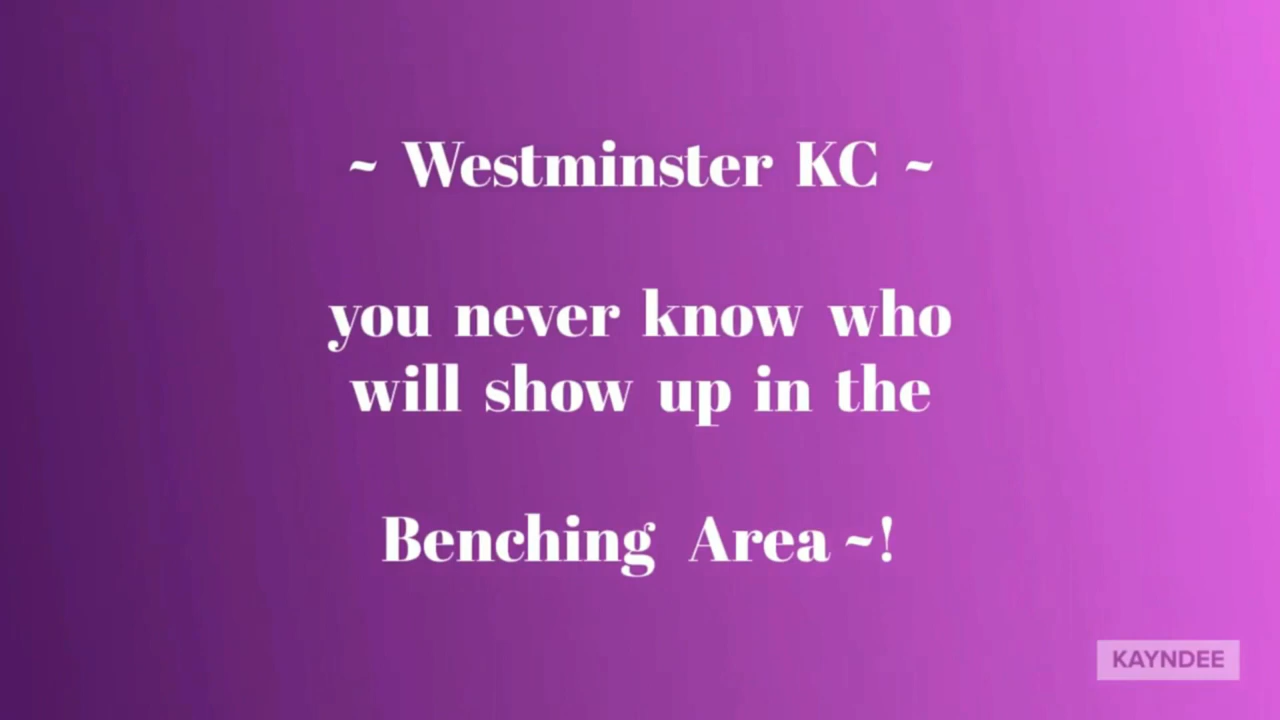 ~ Westminster KC ~
you never know who
will show up in the
Benching Area ~!
KAYNDEE